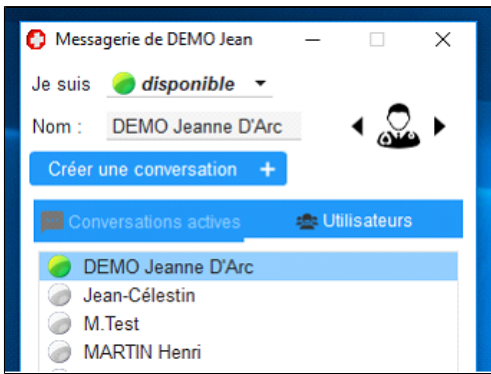 Messagerie de DEMO Jean
Je suis disponible
Nom : DEMO Jeanne D'Arc
Créer une conversation +
Conversations actives Utilisateurs
DEMO Jeanne D'Arc
Jean-Célestin
M.Test
MARTIN Henri